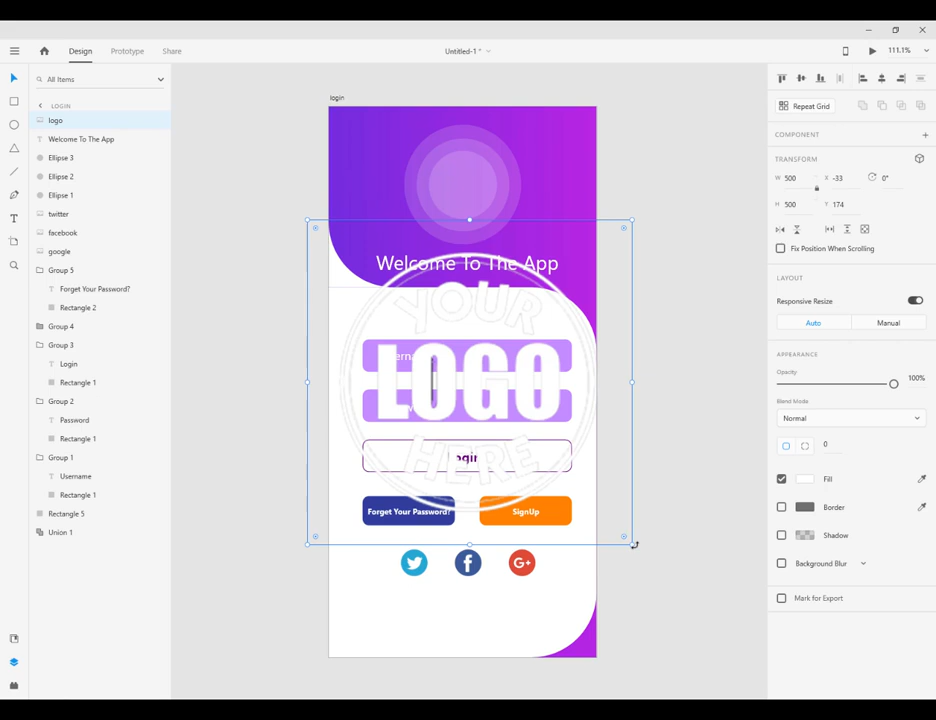 Design Prototype Share
Untitled-1 *
111.1%
All Items
LOGIN
logo
Welcome To The App
Ellipse 3
Ellipse 2
Ellipse 1
twitter
facebook
google
Group 5
Forget Your Password?
Rectangle 2
Group 4
Group 3
Login
Rectangle 1
Group 2
Password
Rectangle 1
Group 1
Username
Rectangle 1
Rectangle 5
Union 1
login
Welcome To The App
YOUR
LOGO
HERE
Login
Forget Your Password?
SignUp
f
G+
Repeat Grid
COMPONENT
TRANSFORM
W 500 X -33 0°
H 500 Y 174
Fix Position When Scrolling
LAYOUT
Responsive Resize
Auto Manual
APPEARANCE
Opacity
100%
Blend Mode
Normal
0
Fill
Border
Shadow
Background Blur
Mark for Export